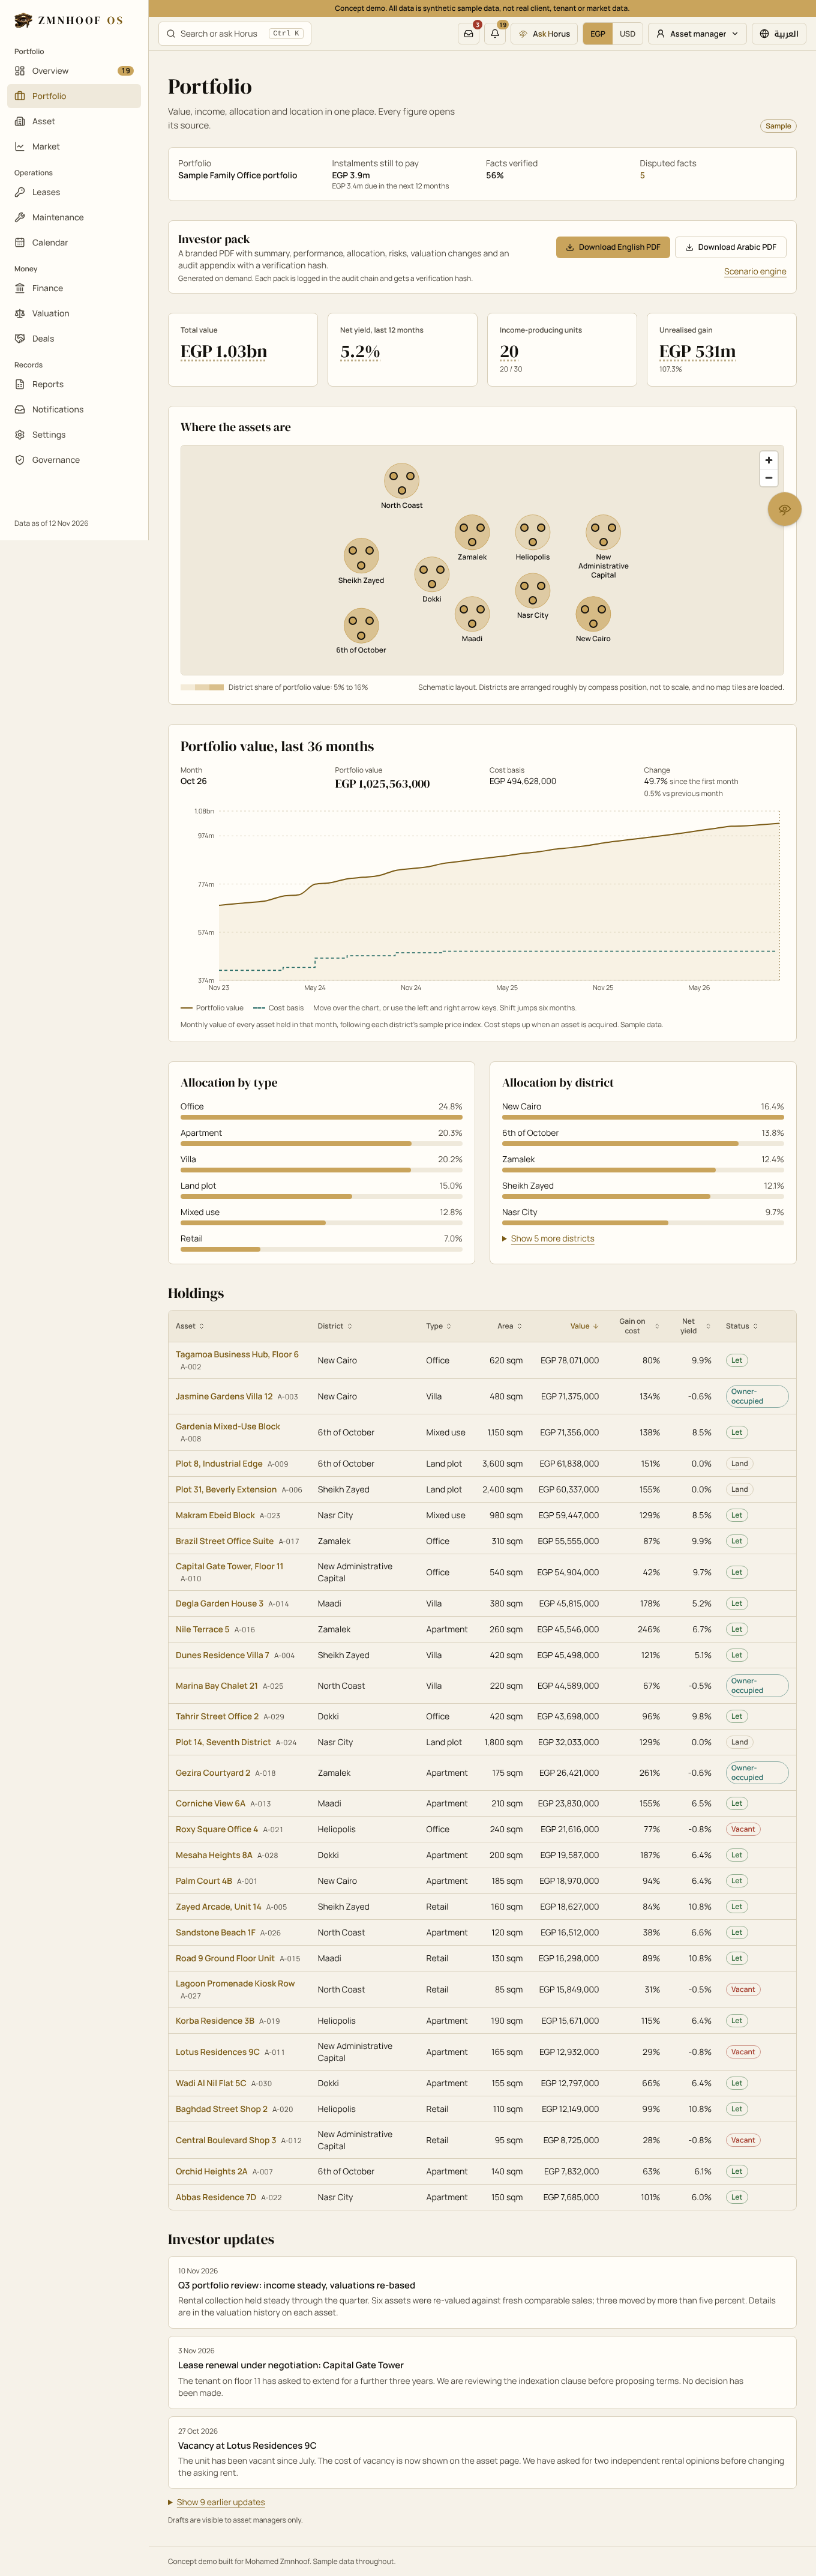 Concept demo. All data is synthetic sample data, not real client, tenant or market data.
ZMNHOOF OS
Portfolio
Overview 19
Portfolio
Asset
Market
Operations
Leases
Maintenance
Calendar
Money
Finance
Valuation
Deals
Records
Reports
Notifications
Settings
Governance
Data as of 12 Nov 2026
Search or ask Horus Ctrl K
3
19
Ask Horus
EGP USD
Asset manager
العربية
Portfolio
Value, income, allocation and location in one place. Every figure opens
its source.
Sample
Portfolio
Sample Family Office portfolio
Instalments still to pay
EGP 3.9m
EGP 3.4m due in the next 12 months
Facts verified
56%
Disputed facts
5
Investor pack
A branded PDF with summary, performance, allocation, risks, valuation changes and an
audit appendix with a verification hash.
Generated on demand. Each pack is logged in the audit chain and gets a verification hash.
Download English PDF
Download Arabic PDF
Scenario engine
Total value
EGP 1.03bn
Net yield, last 12 months
5.2%
Income-producing units
20
20 / 30
Unrealised gain
EGP 531m
107.3%
Where the assets are
+
−
North Coast
Zamalek
Heliopolis
New
Administrative
Capital
Sheikh Zayed
Dokki
Nasr City
Maadi
New Cairo
6th of October
District share of portfolio value: 5% to 16%
Schematic layout. Districts are arranged roughly by compass position, not to scale, and no map tiles are loaded.
Portfolio value, last 36 months
Month
Oct 26
Portfolio value
EGP 1,025,563,000
Cost basis
EGP 494,628,000
Change
49.7% since the first month
0.5% vs previous month
1.08bn
974m
774m
574m
374m
Nov 23 May 24 Nov 24 May 25 Nov 25 May 26
Portfolio value Cost basis Move over the chart, or use the left and right arrow keys. Shift jumps six months.
Monthly value of every asset held in that month, following each district's sample price index. Cost steps up when an asset is acquired. Sample data.
Allocation by type
Office 24.8%
Apartment 20.3%
Villa 20.2%
Land plot 15.0%
Mixed use 12.8%
Retail 7.0%
Allocation by district
New Cairo 16.4%
6th of October 13.8%
Zamalek 12.4%
Sheikh Zayed 12.1%
Nasr City 9.7%
Show 5 more districts
Holdings
Asset District Type Area Value Gain on cost Net yield Status
Tagamoa Business Hub, Floor 6 A-002 New Cairo Office 620 sqm EGP 78,071,000 80% 9.9% Let
Jasmine Gardens Villa 12 A-003 New Cairo Villa 480 sqm EGP 71,375,000 134% -0.6% Owner-occupied
Gardenia Mixed-Use Block A-008 6th of October Mixed use 1,150 sqm EGP 71,356,000 138% 8.5% Let
Plot 8, Industrial Edge A-009 6th of October Land plot 3,600 sqm EGP 61,838,000 151% 0.0% Land
Plot 31, Beverly Extension A-006 Sheikh Zayed Land plot 2,400 sqm EGP 60,337,000 155% 0.0% Land
Makram Ebeid Block A-023 Nasr City Mixed use 980 sqm EGP 59,447,000 129% 8.5% Let
Brazil Street Office Suite A-017 Zamalek Office 310 sqm EGP 55,555,000 87% 9.9% Let
Capital Gate Tower, Floor 11 A-010 New Administrative Capital Office 540 sqm EGP 54,904,000 42% 9.7% Let
Degla Garden House 3 A-014 Maadi Villa 380 sqm EGP 45,815,000 178% 5.2% Let
Nile Terrace 5 A-016 Zamalek Apartment 260 sqm EGP 45,546,000 246% 6.7% Let
Dunes Residence Villa 7 A-004 Sheikh Zayed Villa 420 sqm EGP 45,498,000 121% 5.1% Let
Marina Bay Chalet 21 A-025 North Coast Villa 220 sqm EGP 44,589,000 67% -0.5% Owner-occupied
Tahrir Street Office 2 A-029 Dokki Office 420 sqm EGP 43,698,000 96% 9.8% Let
Plot 14, Seventh District A-024 Nasr City Land plot 1,800 sqm EGP 32,033,000 129% 0.0% Land
Gezira Courtyard 2 A-018 Zamalek Apartment 175 sqm EGP 26,421,000 261% -0.6% Owner-occupied
Corniche View 6A A-013 Maadi Apartment 210 sqm EGP 23,830,000 155% 6.5% Let
Roxy Square Office 4 A-021 Heliopolis Office 240 sqm EGP 21,616,000 77% -0.8% Vacant
Mesaha Heights 8A A-028 Dokki Apartment 200 sqm EGP 19,587,000 187% 6.4% Let
Palm Court 4B A-001 New Cairo Apartment 185 sqm EGP 18,970,000 94% 6.4% Let
Zayed Arcade, Unit 14 A-005 Sheikh Zayed Retail 160 sqm EGP 18,627,000 84% 10.8% Let
Sandstone Beach 1F A-026 North Coast Apartment 120 sqm EGP 16,512,000 38% 6.6% Let
Road 9 Ground Floor Unit A-015 Maadi Retail 130 sqm EGP 16,298,000 89% 10.8% Let
Lagoon Promenade Kiosk Row A-027 North Coast Retail 85 sqm EGP 15,849,000 31% -0.5% Vacant
Korba Residence 3B A-019 Heliopolis Apartment 190 sqm EGP 15,671,000 115% 6.4% Let
Lotus Residences 9C A-011 New Administrative Capital Apartment 165 sqm EGP 12,932,000 29% -0.8% Vacant
Wadi Al Nil Flat 5C A-030 Dokki Apartment 155 sqm EGP 12,797,000 66% 6.4% Let
Baghdad Street Shop 2 A-020 Heliopolis Retail 110 sqm EGP 12,149,000 99% 10.8% Let
Central Boulevard Shop 3 A-012 New Administrative Capital Retail 95 sqm EGP 8,725,000 28% -0.8% Vacant
Orchid Heights 2A A-007 6th of October Apartment 140 sqm EGP 7,832,000 63% 6.1% Let
Abbas Residence 7D A-022 Nasr City Apartment 150 sqm EGP 7,685,000 101% 6.0% Let
Investor updates
10 Nov 2026
Q3 portfolio review: income steady, valuations re-based
Rental collection held steady through the quarter. Six assets were re-valued against fresh comparable sales; three moved by more than five percent. Details
are in the valuation history on each asset.
3 Nov 2026
Lease renewal under negotiation: Capital Gate Tower
The tenant on floor 11 has asked to extend for a further three years. We are reviewing the indexation clause before proposing terms. No decision has
been made.
27 Oct 2026
Vacancy at Lotus Residences 9C
The unit has been vacant since July. The cost of vacancy is now shown on the asset page. We have asked for two independent rental opinions before changing
the asking rent.
Show 9 earlier updates
Drafts are visible to asset managers only.
Concept demo built for Mohamed Zmnhoof. Sample data throughout.